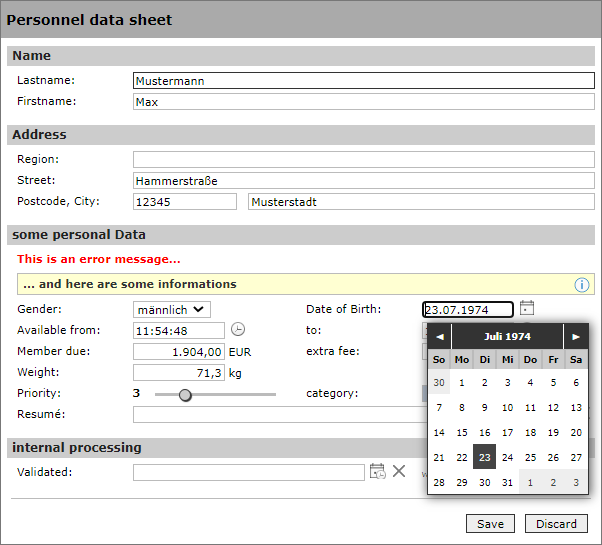 Personnel data sheet
Name
Lastname: Mustermann
Firstname: Max
Address
Region:
Street: Hammerstraße
Postcode, City: 12345 Musterstadt
some personal Data
This is an error message...
... and here are some informations
Gender: männlich Date of Birth: 23.07.1974
Available from: 11:54:48 to:
Member due: 1.904,00 EUR extra fee:
Weight: 71,3 kg
Priority: 3 category:
Resumé:
◄ Juli 1974 ►
So Mo Di Mi Do Fr Sa
30 1 2 3 4 5 6
7 8 9 10 11 12 13
14 15 16 17 18 19 20
21 22 23 24 25 26 27
28 29 30 31 1 2 3
internal processing
Validated:
Save Discard